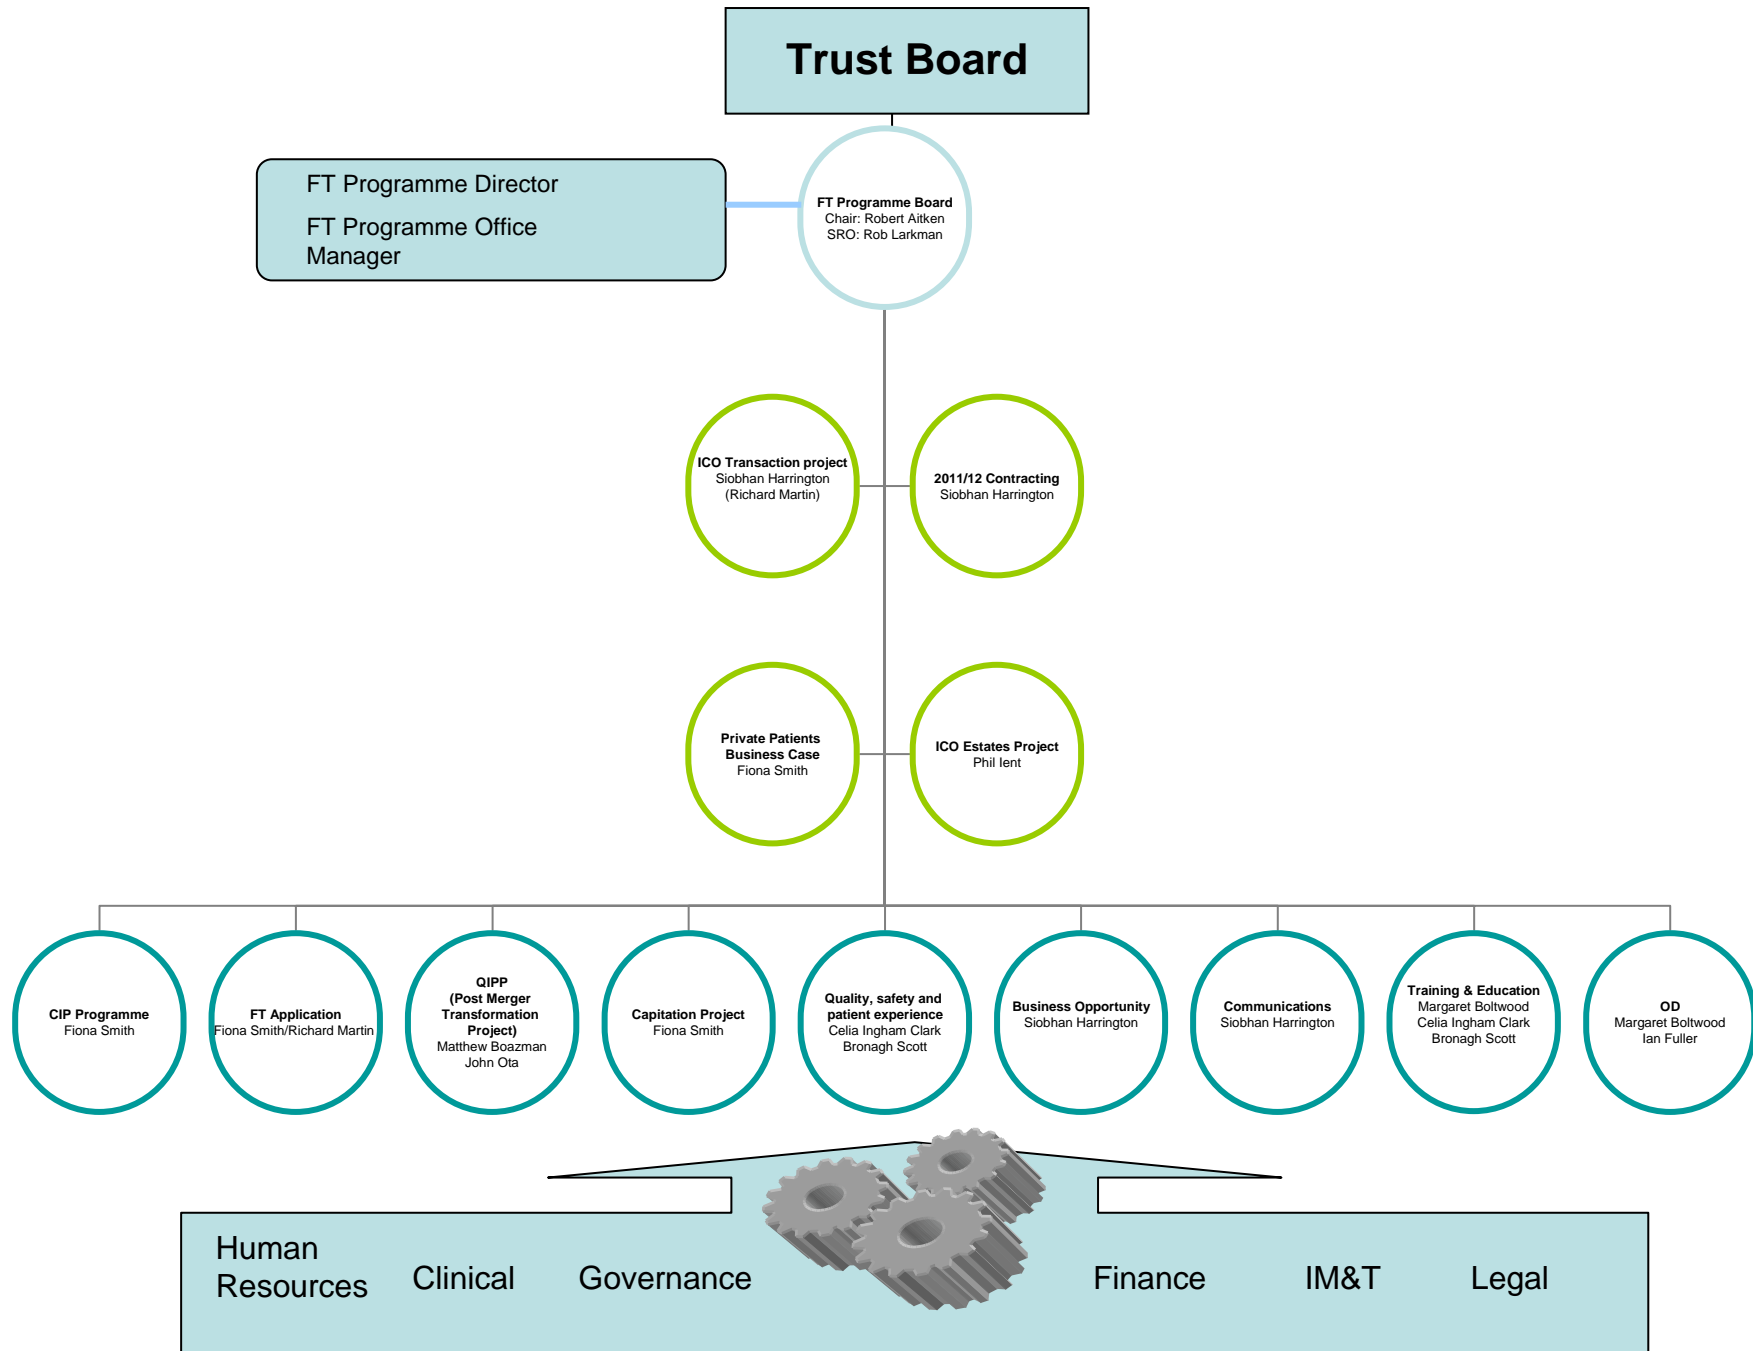 Trust Board
FT Programme Director
FT Programme Office
Manager
FT Programme Board
Chair: Robert Aitken
SRO: Rob Larkman
ICO Transaction project
Siobhan Harrington
(Richard Martin)
2011/12 Contracting
Siobhan Harrington
Private Patients
Business Case
Fiona Smith
ICO Estates Project
Phil Ient
CIP Programme
Fiona Smith
FT Application
Fiona Smith/Richard Martin
QIPP
(Post Merger
Transformation
Project)
Matthew Boazman
John Ota
Capitation Project
Fiona Smith
Quality, safety and
patient experience
Celia Ingham Clark
Bronagh Scott
Business Opportunity
Siobhan Harrington
Communications
Siobhan Harrington
Training & Education
Margaret Boltwood
Celia Ingham Clark
Bronagh Scott
OD
Margaret Boltwood
Ian Fuller
Human
Resources
Clinical
Governance
Finance
IM&T
Legal